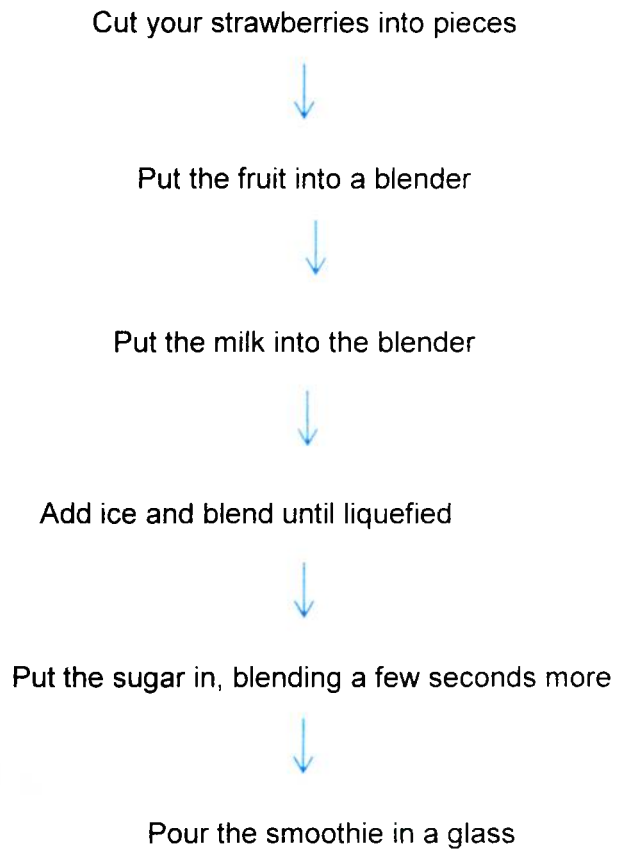 Cut your strawberries into pieces
Put the fruit into a blender
Put the milk into the blender
Add ice and blend until liquefied
Put the sugar in, blending a few seconds more
Pour the smoothie in a glass